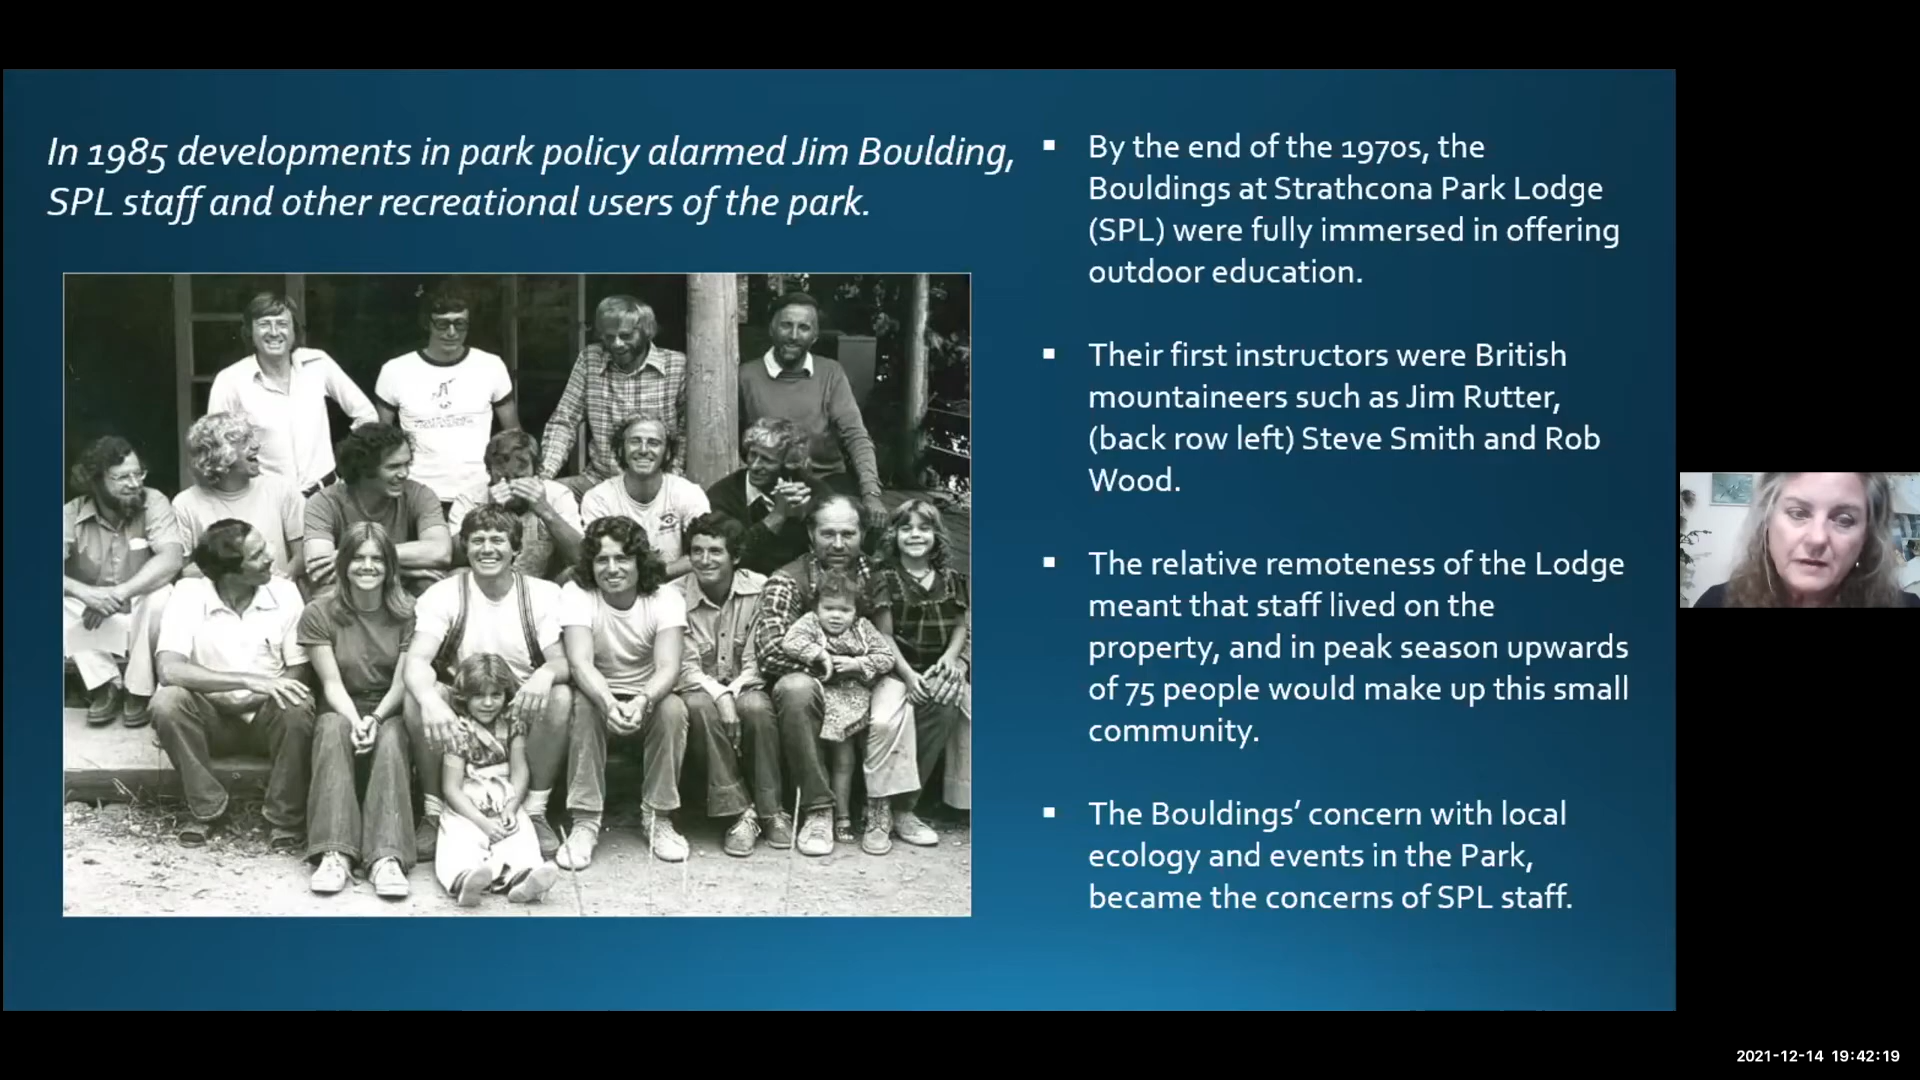 In 1985 developments in park policy alarmed Jim Boulding,
SPL staff and other recreational users of the park.
▪ By the end of the 1970s, the
Bouldings at Strathcona Park Lodge
(SPL) were fully immersed in offering
outdoor education.
▪ Their first instructors were British
mountaineers such as Jim Rutter,
(back row left) Steve Smith and Rob
Wood.
▪ The relative remoteness of the Lodge
meant that staff lived on the
property, and in peak season upwards
of 75 people would make up this small
community.
▪ The Bouldings’ concern with local
ecology and events in the Park,
became the concerns of SPL staff.
2021-12-14 19:42:19